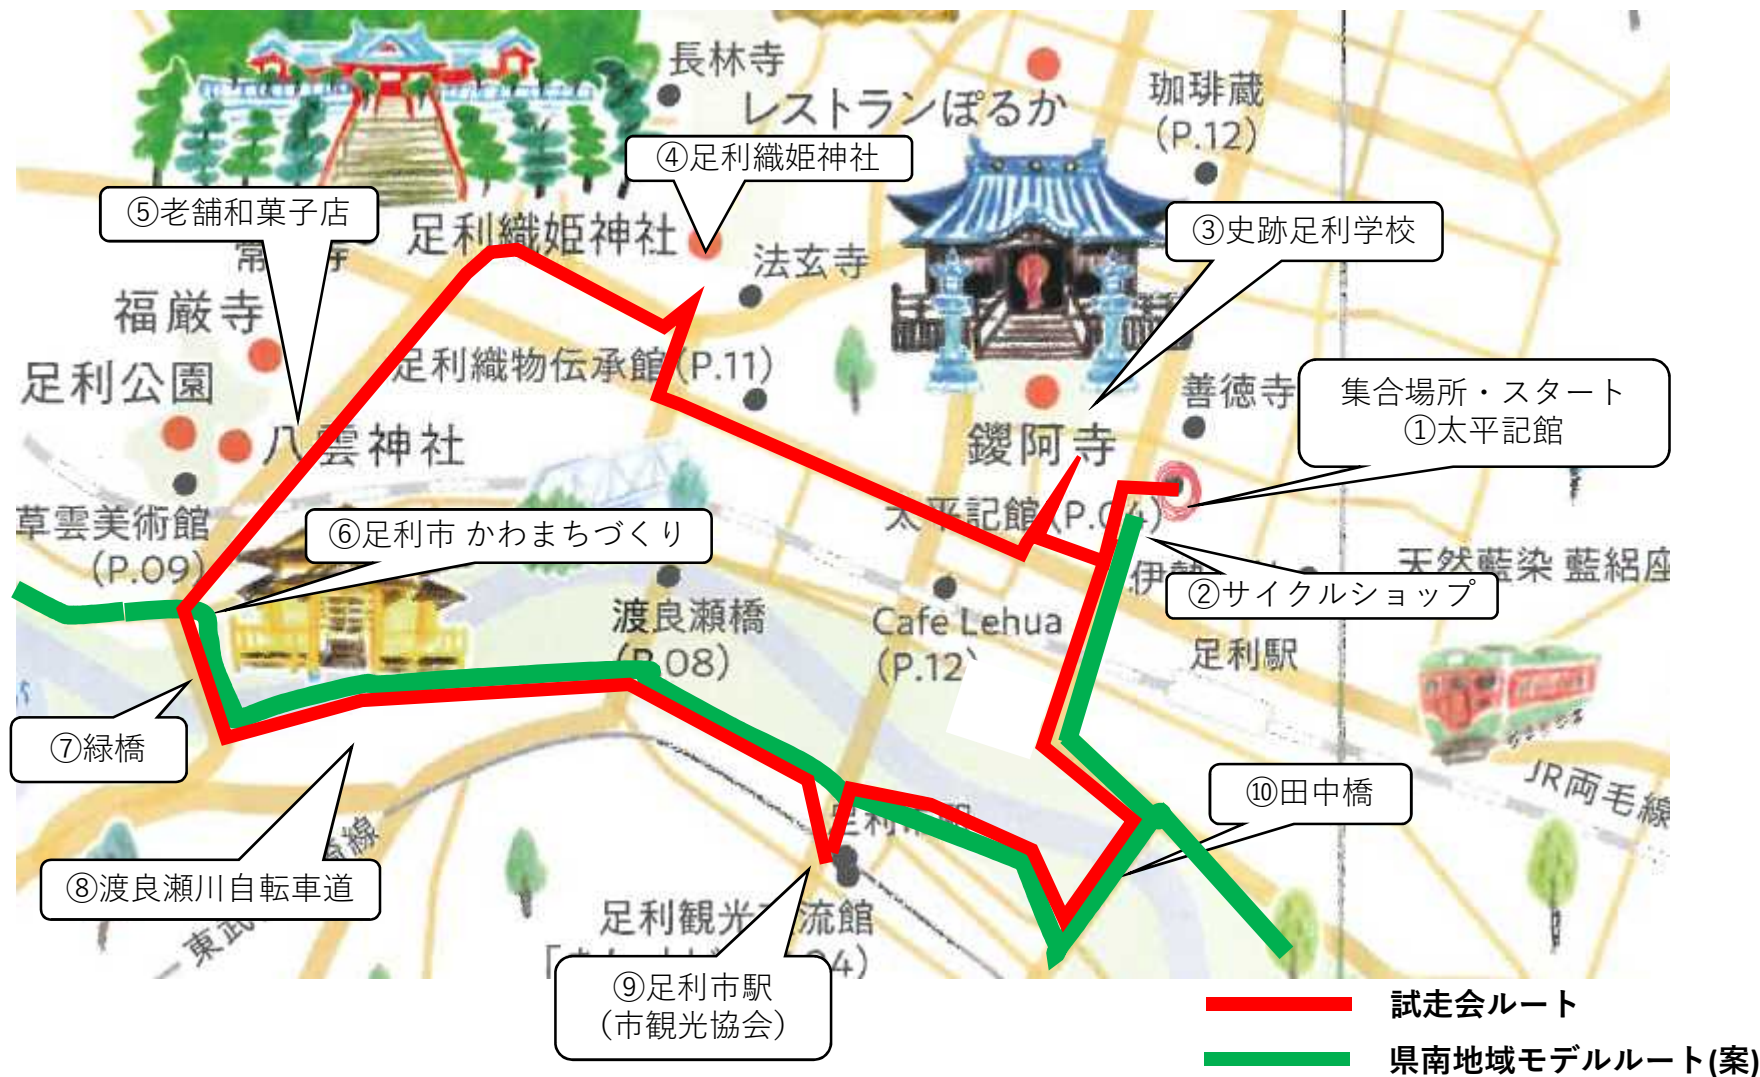 長林寺
レストランぽるか
珈琲蔵
(P.12)
④足利織姫神社
⑤老舗和菓子店
足利織姫神社
③史跡足利学校
法玄寺
福厳寺
足利織物伝承館(P.11)
足利公園
善徳寺
集合場所・スタート
①太平記館
八雲神社
鑁阿寺
草雲美術館
(P.09)
太平記館(P.04)
⑥足利市 かわまちづくり
天然藍染 藍絽座
②サイクルショップ
渡良瀬橋
(P.08)
Cafe Lehua
(P.12)
足利駅
⑦緑橋
JR両毛線
⑩田中橋
⑧渡良瀬川自転車道
東武
線
足利観光
流館
⑨足利市駅
(市観光協会)
試走会ルート
県南地域モデルルート(案)